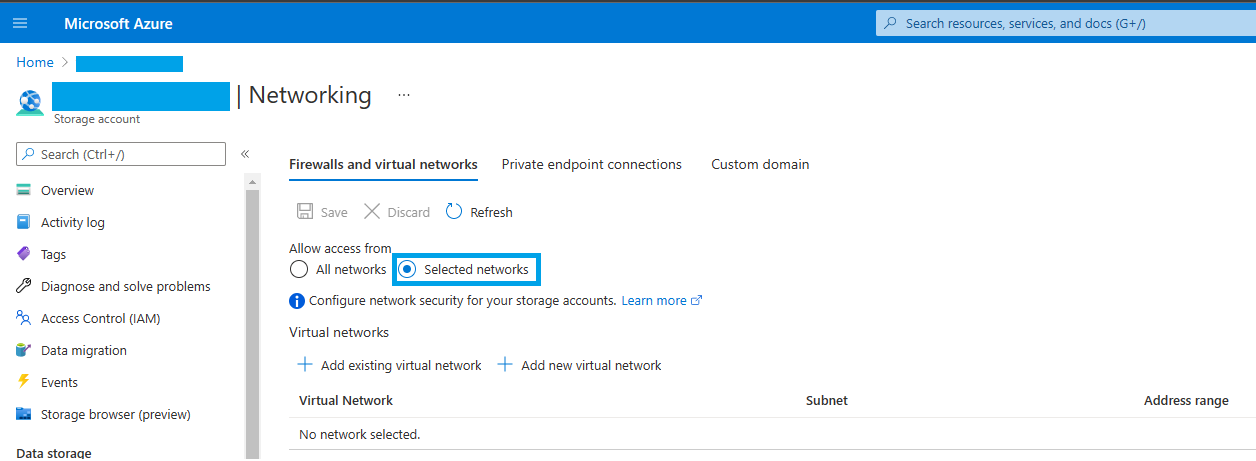 Microsoft Azure
Search resources, services, and docs (G+/)
Home >
| Networking ...
Storage account
Search (Ctrl+/) «
Overview
Activity log
Tags
Diagnose and solve problems
Access Control (IAM)
Data migration
Events
Storage browser (preview)
Data storage
Firewalls and virtual networks Private endpoint connections Custom domain
Save Discard Refresh
Allow access from
All networks Selected networks
Configure network security for your storage accounts. Learn more
Virtual networks
+ Add existing virtual network + Add new virtual network
Virtual Network Subnet Address range
No network selected.